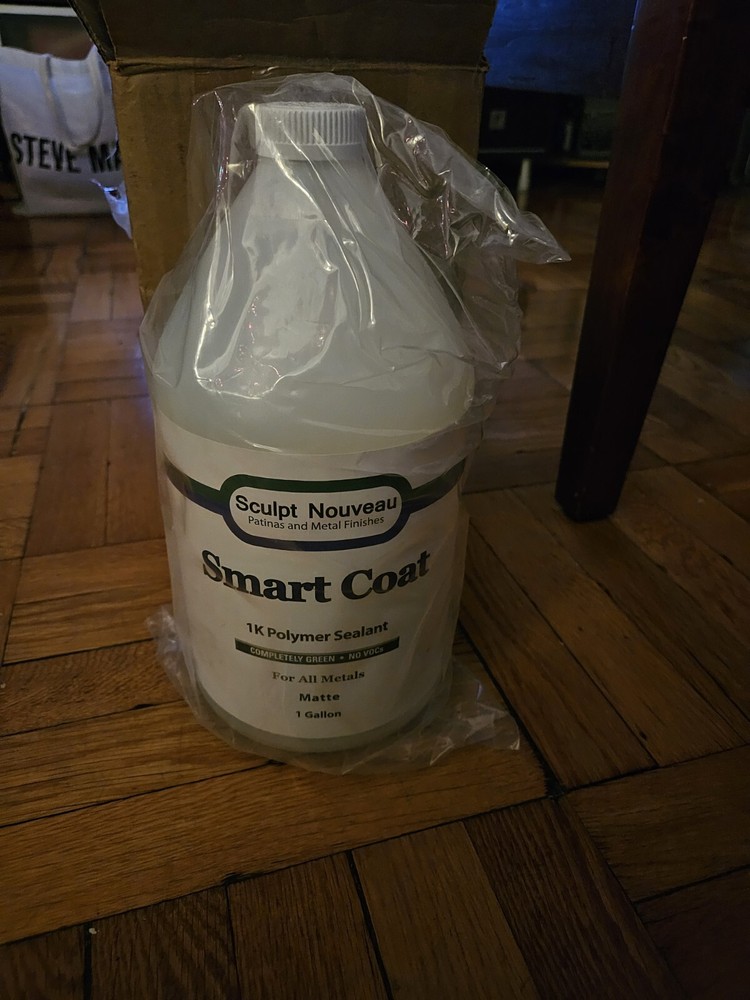 STEVE MA
Sculpt Nouveau
Patinas and Metal Finishes
Smart Coat
1K Polymer Sealant
COMPLETELY GREEN • NO VOCs
For All Metals
Matte
1 Gallon